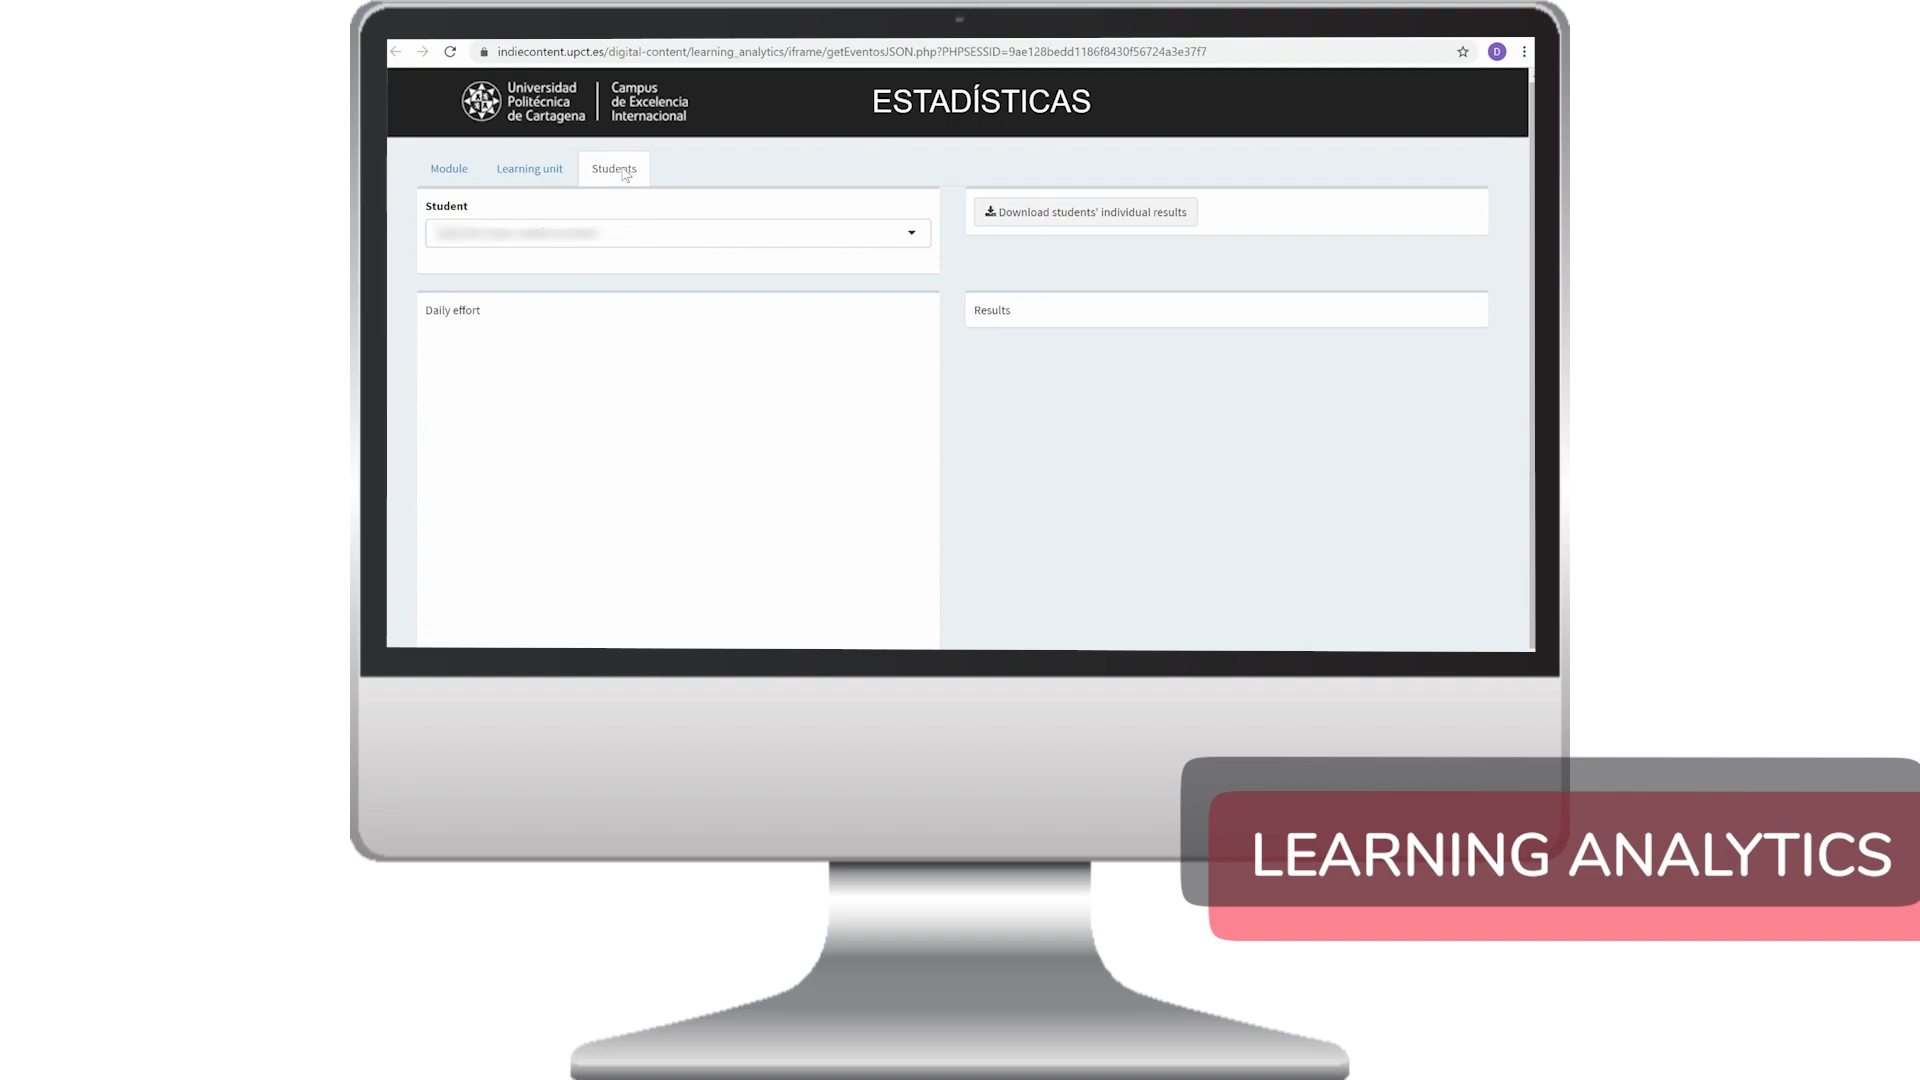 indiecontent.upct.es/digital-content/learning_analytics/iframe/getEventosJSON.php?PHPSESSID=9ae128bedd1186f8430f56724a3e37f7
D
Universidad
Politécnica
de Cartagena
Campus
de Excelencia
Internacional
ESTADÍSTICAS
Module
Learning unit
Students
Student
Download students' individual results
Daily effort
Results
LEARNING ANALYTICS